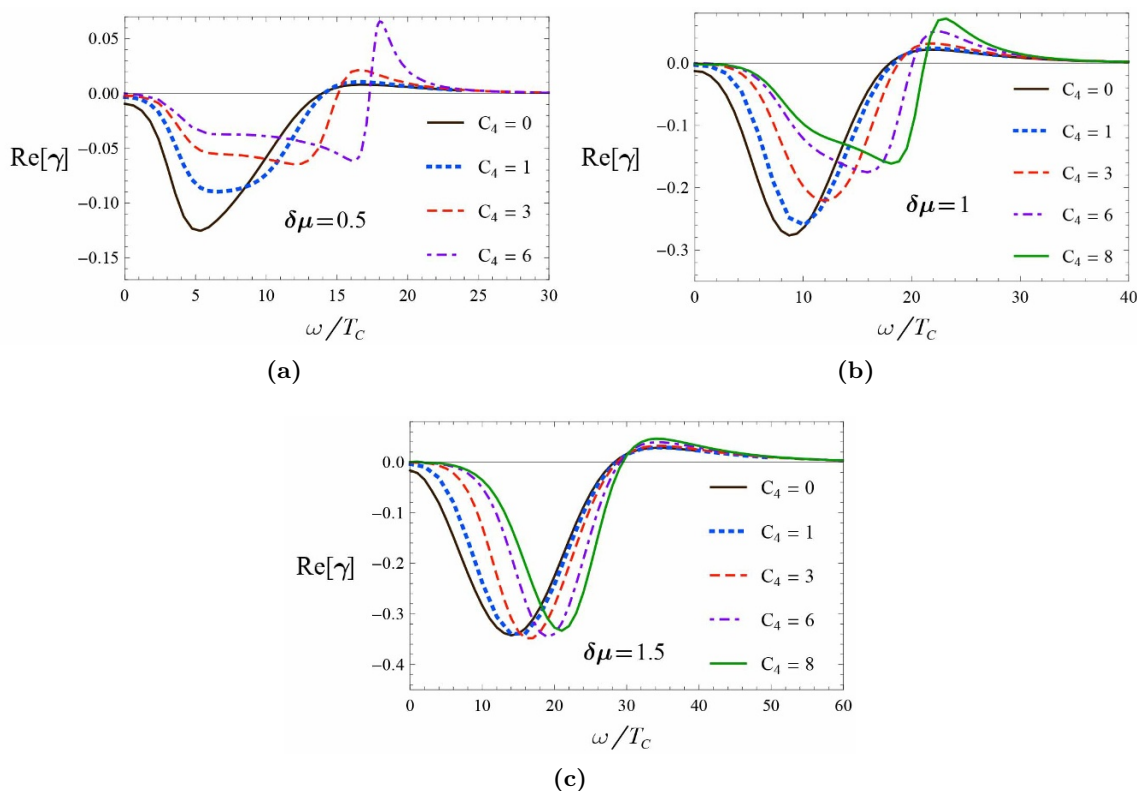 0.05
0.00
−0.05
−0.10
−0.15
Re[γ]
C4 = 0
C4 = 1
C4 = 3
C4 = 6
δμ=0.5
0 5 10 15 20 25 30
ω/TC
(a)
0.0
−0.1
−0.2
−0.3
Re[γ]
C4 = 0
C4 = 1
C4 = 3
C4 = 6
C4 = 8
δμ=1
0 10 20 30 40
ω/TC
(b)
0.0
−0.1
−0.2
−0.3
−0.4
Re[γ]
C4 = 0
C4 = 1
C4 = 3
C4 = 6
C4 = 8
δμ=1.5
0 10 20 30 40 50 60
ω/TC
(c)